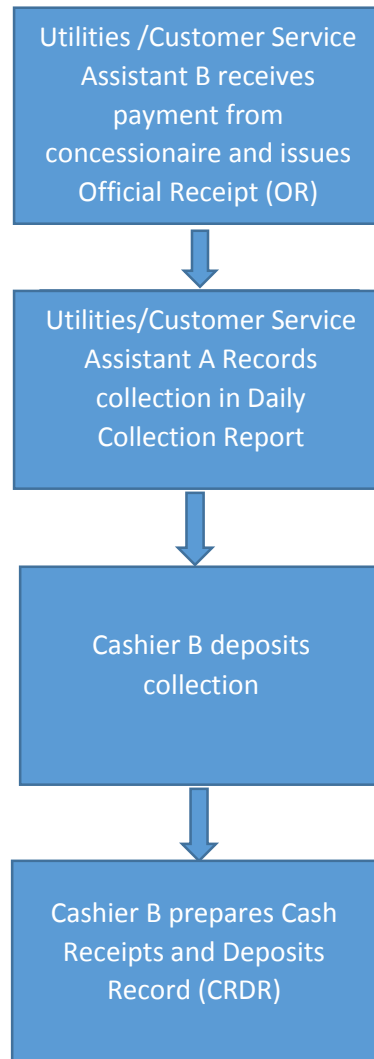 Utilities /Customer Service
Assistant B receives
payment from
concessionaire and issues
Official Receipt (OR)
Utilities/Customer Service
Assistant A Records
collection in Daily
Collection Report
Cashier B deposits
collection
Cashier B prepares Cash
Receipts and Deposits
Record (CRDR)